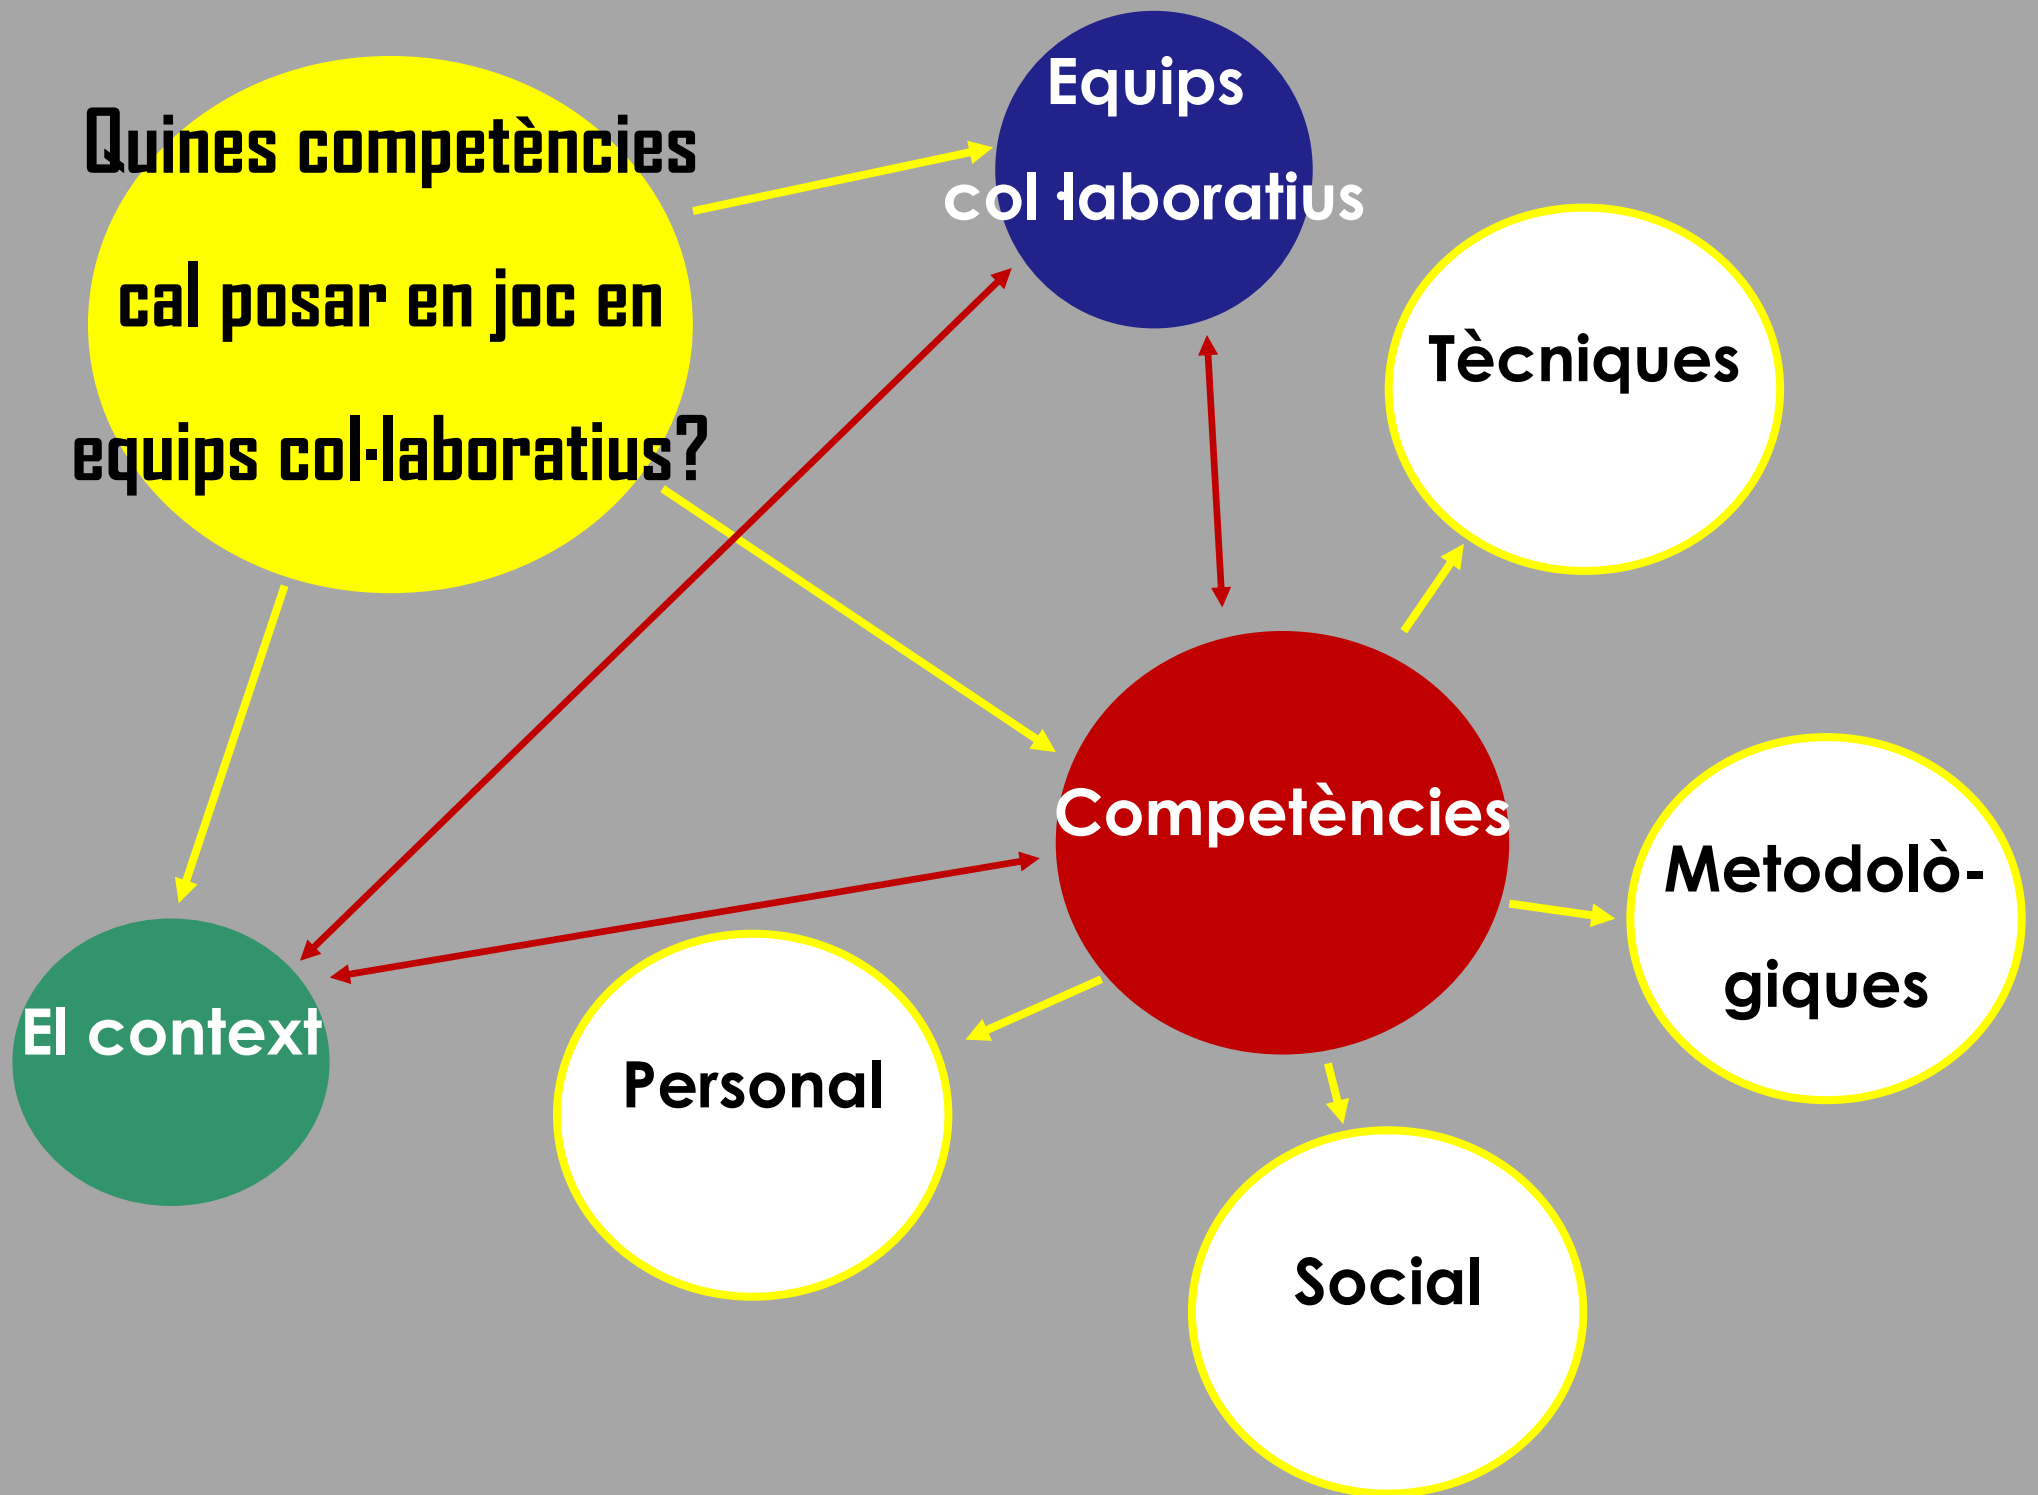 Quines competències
cal posar en joc en
equips col·laboratius?
Equips
col·laboratius
Tècniques
Competències
Metodolò-
giques
El context
Personal
Social